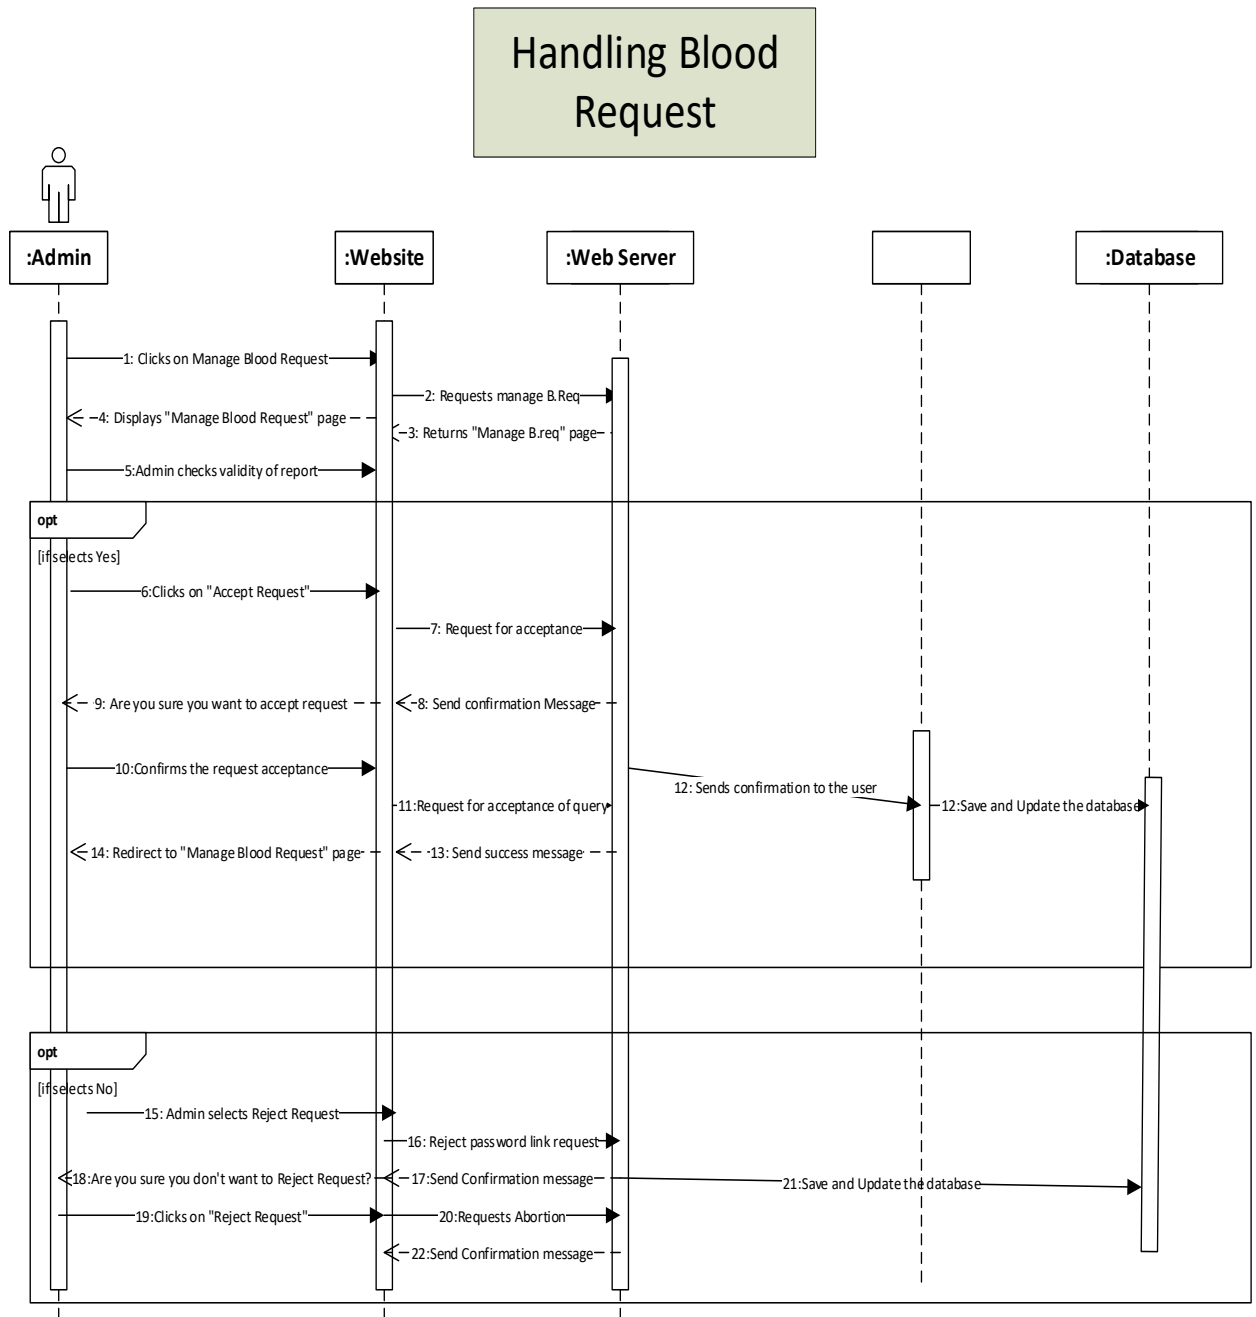 Handling Blood
Request
:Admin
:Website
:Web Server
:Database
1: Clicks on Manage Blood Request
2: Requests manage B.Req
4: Displays "Manage Blood Request" page
3: Returns "Manage B.req" page
5:Admin checks validity of report
opt
[if selects Yes]
6:Clicks on "Accept Request"
7: Request for acceptance
9: Are you sure you want to accept request
8: Send confirmation Message
10:Confirms the request acceptance
12: Sends confirmation to the user
11:Request for acceptance of query
12:Save and Update the database
14: Redirect to "Manage Blood Request" page
13: Send success message
opt
[if selects No]
15: Admin selects Reject Request
16: Reject password link request
18:Are you sure you don't want to Reject Request?
17:Send Confirmation message
21:Save and Update the database
19:Clicks on "Reject Request"
20:Requests Abortion
22:Send Confirmation message